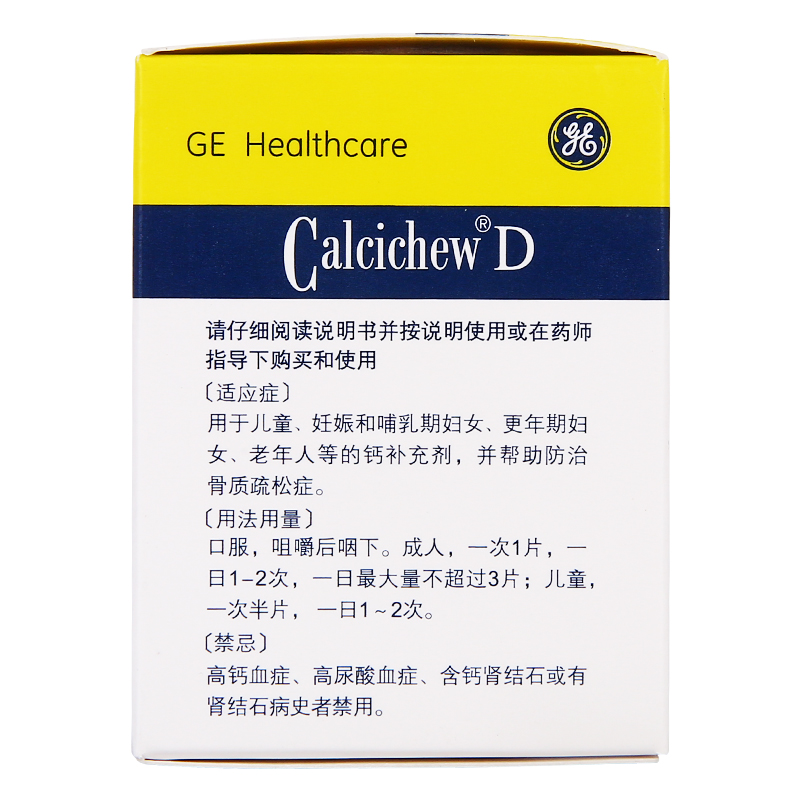 GE Healthcare
GE
Calcichew® D
请仔细阅读说明书并按说明使用或在药师
指导下购买和使用
〔适应症〕
用于儿童、妊娠和哺乳期妇女、更年期妇
女、老年人等的钙补充剂，并帮助防治
骨质疏松症。
〔用法用量〕
口服，咀嚼后咽下。成人，一次1片，一
日1–2次，一日最大量不超过3片；儿童，
一次半片，一日1～2次。
〔禁忌〕
高钙血症、高尿酸血症、含钙肾结石或有
肾结石病史者禁用。